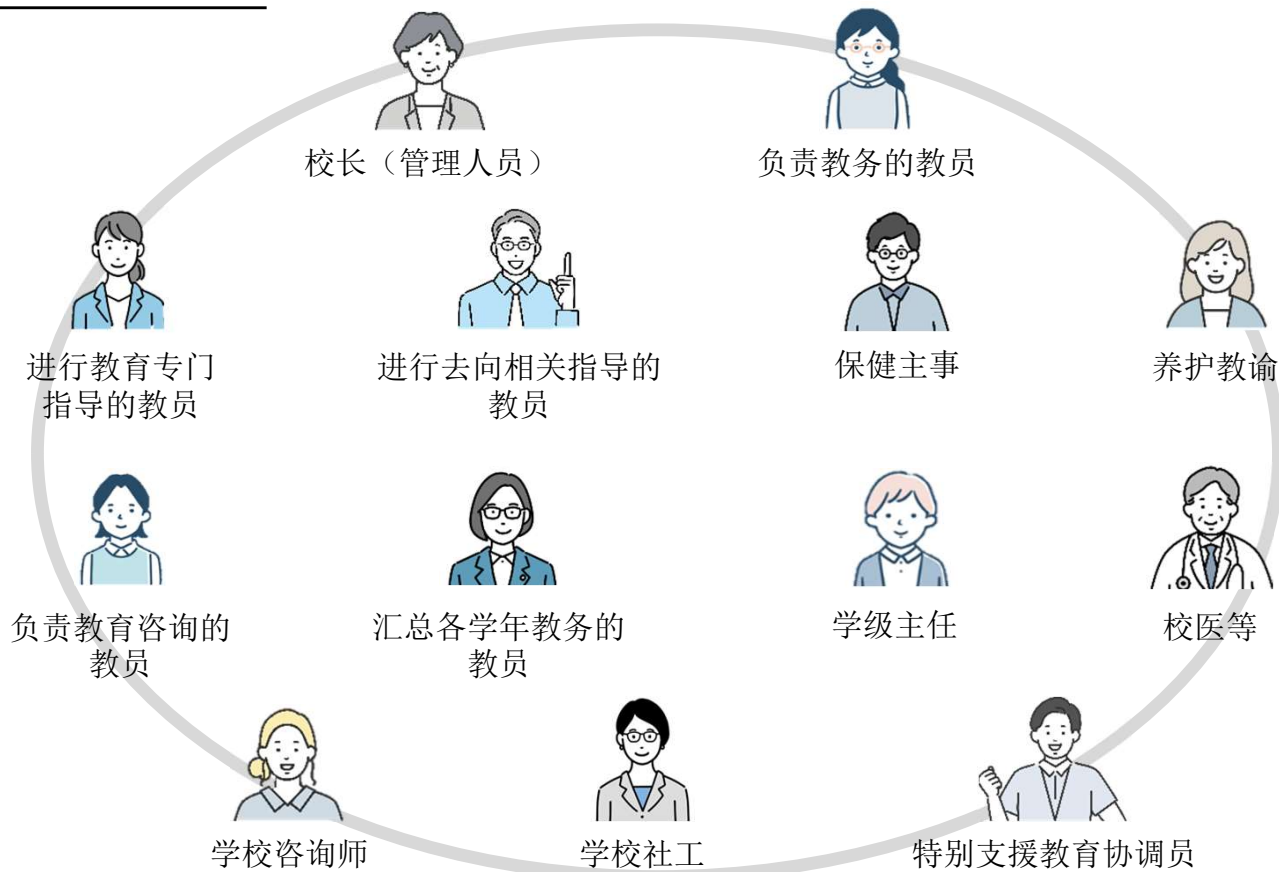 校长（管理人员）
负责教务的教员
进行教育专门
指导的教员
进行去向相关指导的
教员
保健主事
养护教谕
负责教育咨询的
教员
汇总各学年教务的
教员
学级主任
校医等
学校咨询师
学校社工
特别支援教育协调员